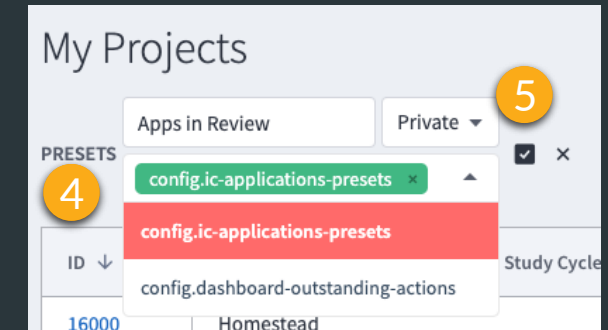 My Projects
5
Apps in Review
Private
PRESETS
config.ic-applications-presets ×
4
config.ic-applications-presets
ID ↓
Study Cycle
config.dashboard-outstanding-actions
16000
Homestead